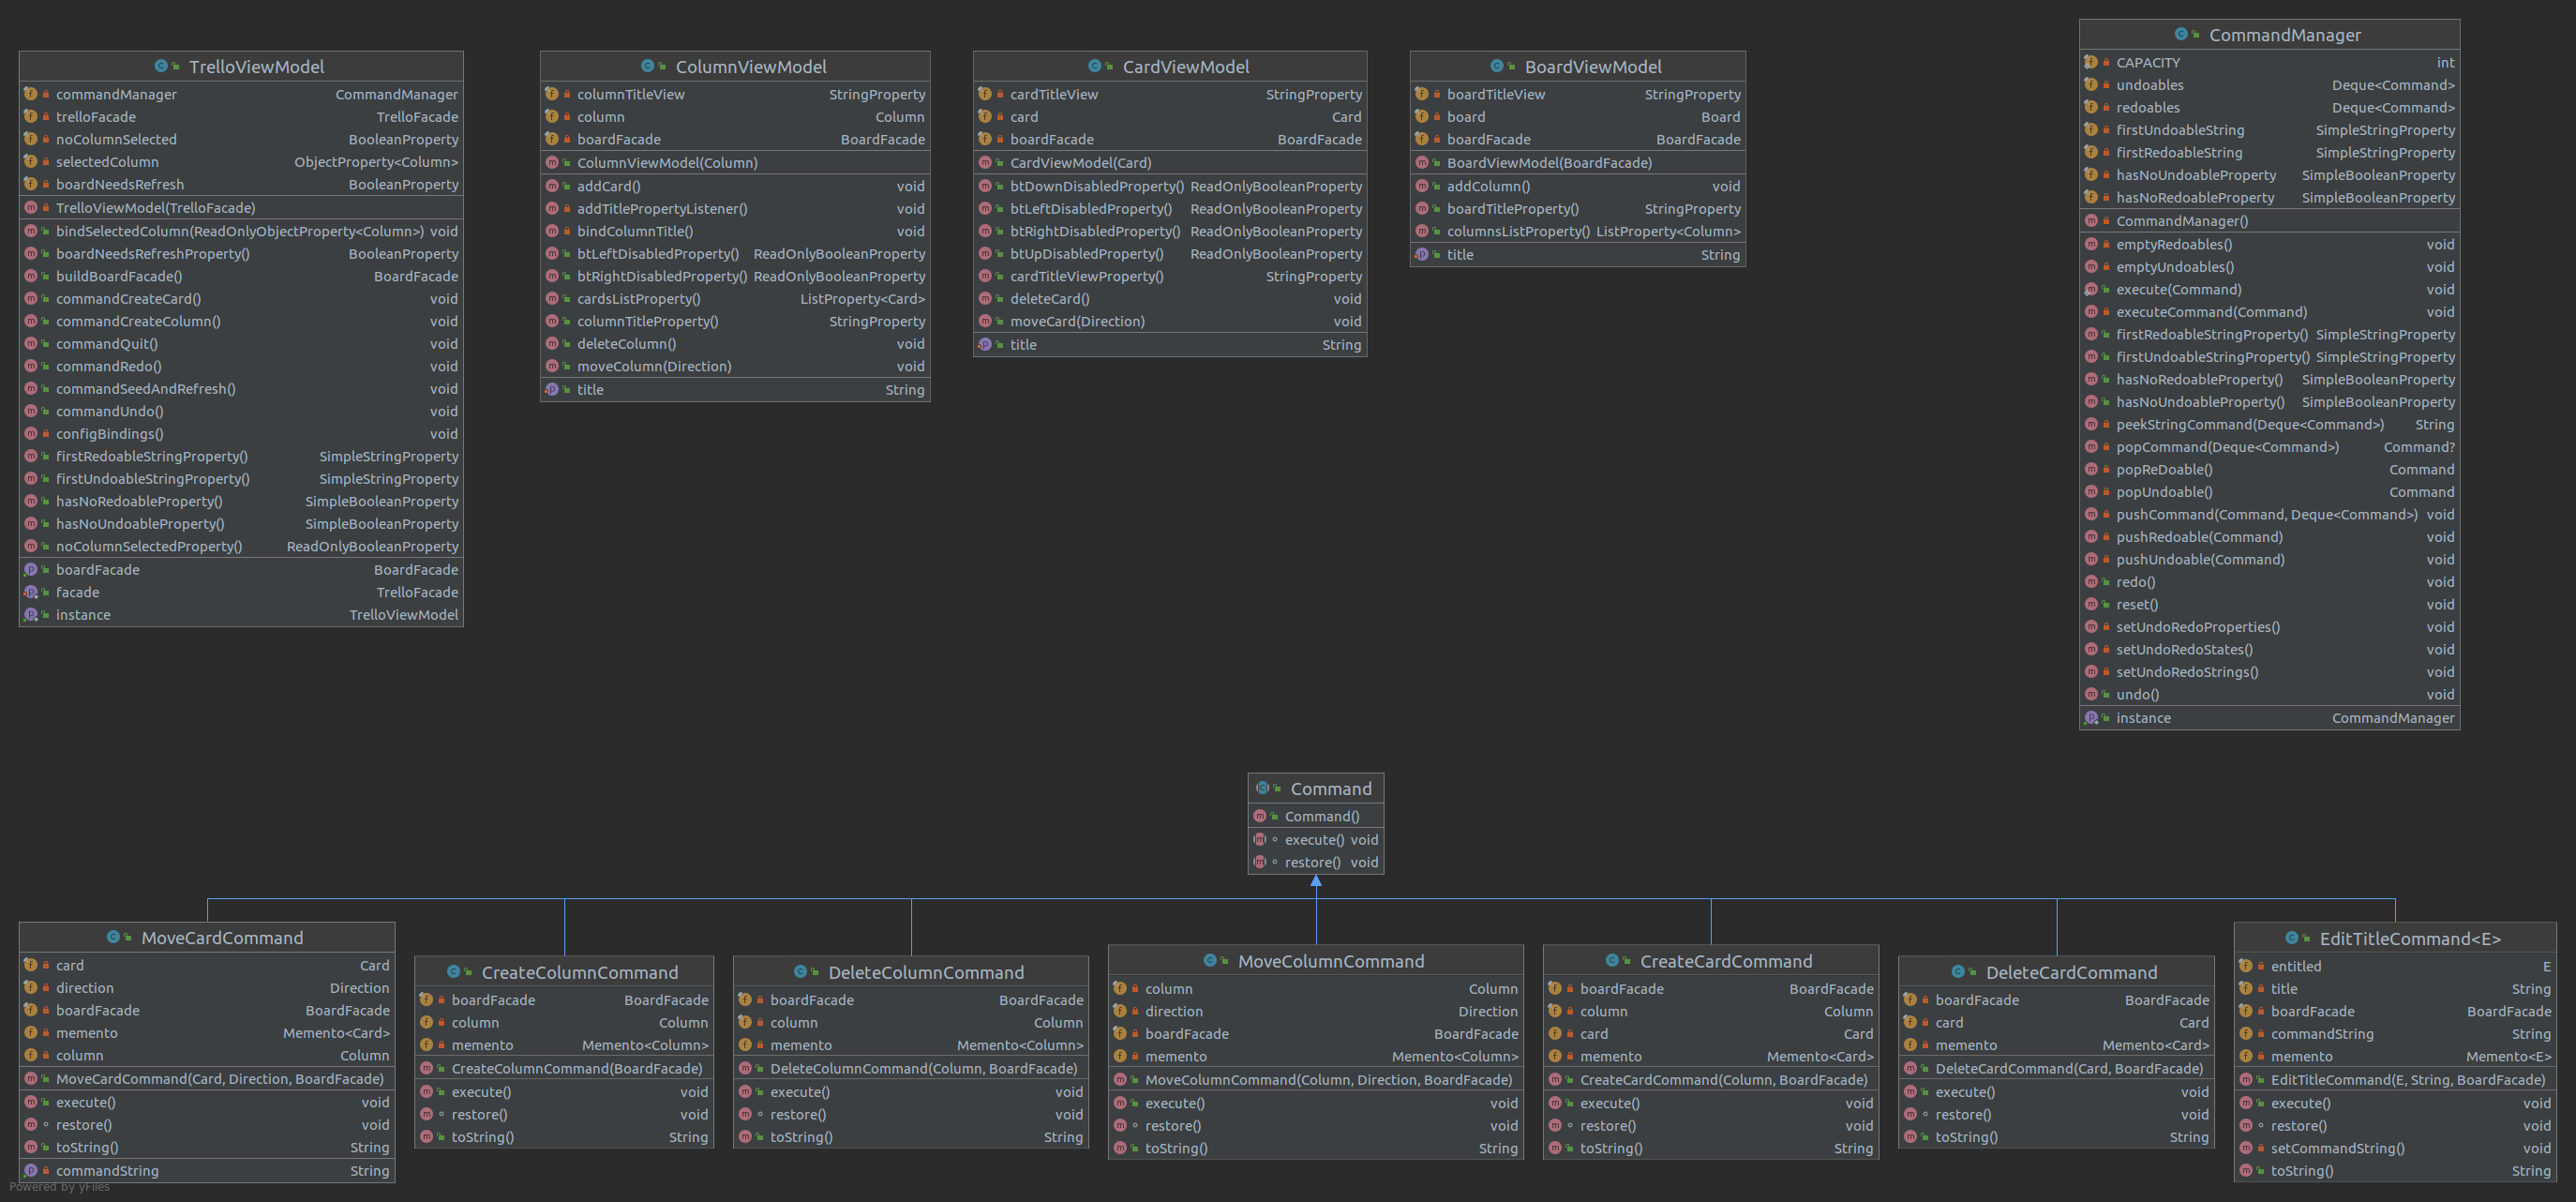 TrelloViewModel
commandManager CommandManager
trelloFacade TrelloFacade
noColumnSelected BooleanProperty
selectedColumn ObjectProperty<Column>
boardNeedsRefresh BooleanProperty
TrelloViewModel(TrelloFacade)
bindSelectedColumn(ReadOnlyObjectProperty<Column>) void
boardNeedsRefreshProperty() BooleanProperty
buildBoardFacade() BoardFacade
commandCreateCard() void
commandCreateColumn() void
commandQuit() void
commandRedo() void
commandSeedAndRefresh() void
commandUndo() void
configBindings() void
firstRedoableStringProperty() SimpleStringProperty
firstUndoableStringProperty() SimpleStringProperty
hasNoRedoableProperty() SimpleBooleanProperty
hasNoUndoableProperty() SimpleBooleanProperty
noColumnSelectedProperty() ReadOnlyBooleanProperty
boardFacade BoardFacade
facade TrelloFacade
instance TrelloViewModel
ColumnViewModel
columnTitleView StringProperty
column Column
boardFacade BoardFacade
ColumnViewModel(Column)
addCard() void
addTitlePropertyListener() void
bindColumnTitle() void
btLeftDisabledProperty() ReadOnlyBooleanProperty
btRightDisabledProperty() ReadOnlyBooleanProperty
cardsListProperty() ListProperty<Card>
columnTitleProperty() StringProperty
deleteColumn() void
moveColumn(Direction) void
title String
CardViewModel
cardTitleView StringProperty
card Card
boardFacade BoardFacade
CardViewModel(Card)
btDownDisabledProperty() ReadOnlyBooleanProperty
btLeftDisabledProperty() ReadOnlyBooleanProperty
btRightDisabledProperty() ReadOnlyBooleanProperty
btUpDisabledProperty() ReadOnlyBooleanProperty
cardTitleViewProperty() StringProperty
deleteCard() void
moveCard(Direction) void
title String
BoardViewModel
boardTitleView StringProperty
board Board
boardFacade BoardFacade
BoardViewModel(BoardFacade)
addColumn() void
boardTitleProperty() StringProperty
columnsListProperty() ListProperty<Column>
title String
CommandManager
CAPACITY int
undoables Deque<Command>
redoables Deque<Command>
firstUndoableString SimpleStringProperty
firstRedoableString SimpleStringProperty
hasNoUndoableProperty SimpleBooleanProperty
hasNoRedoableProperty SimpleBooleanProperty
CommandManager()
emptyRedoables() void
emptyUndoables() void
execute(Command) void
executeCommand(Command) void
firstRedoableStringProperty() SimpleStringProperty
firstUndoableStringProperty() SimpleStringProperty
hasNoRedoableProperty() SimpleBooleanProperty
hasNoUndoableProperty() SimpleBooleanProperty
peekStringCommand(Deque<Command>) String
popCommand(Deque<Command>) Command?
popReDoable() Command
popUndoable() Command
pushCommand(Command, Deque<Command>) void
pushRedoable(Command) void
pushUndoable(Command) void
redo() void
reset() void
setUndoRedoProperties() void
setUndoRedoStates() void
setUndoRedoStrings() void
undo() void
instance CommandManager
Command
Command()
execute() void
restore() void
MoveCardCommand
card Card
direction Direction
boardFacade BoardFacade
memento Memento<Card>
column Column
MoveCardCommand(Card, Direction, BoardFacade)
execute() void
restore() void
toString() String
commandString String
CreateColumnCommand
boardFacade BoardFacade
column Column
memento Memento<Column>
CreateColumnCommand(BoardFacade)
execute() void
restore() void
toString() String
DeleteColumnCommand
boardFacade BoardFacade
column Column
memento Memento<Column>
DeleteColumnCommand(Column, BoardFacade)
execute() void
restore() void
toString() String
MoveColumnCommand
column Column
direction Direction
boardFacade BoardFacade
memento Memento<Column>
MoveColumnCommand(Column, Direction, BoardFacade)
execute() void
restore() void
toString() String
CreateCardCommand
boardFacade BoardFacade
column Column
card Card
memento Memento<Card>
CreateCardCommand(Column, BoardFacade)
execute() void
restore() void
toString() String
DeleteCardCommand
boardFacade BoardFacade
card Card
memento Memento<Card>
DeleteCardCommand(Card, BoardFacade)
execute() void
restore() void
toString() String
EditTitleCommand<E>
entitled E
title String
boardFacade BoardFacade
commandString String
memento Memento<E>
EditTitleCommand(E, String, BoardFacade)
execute() void
restore() void
setCommandString() void
toString() String
Powered by yFiles